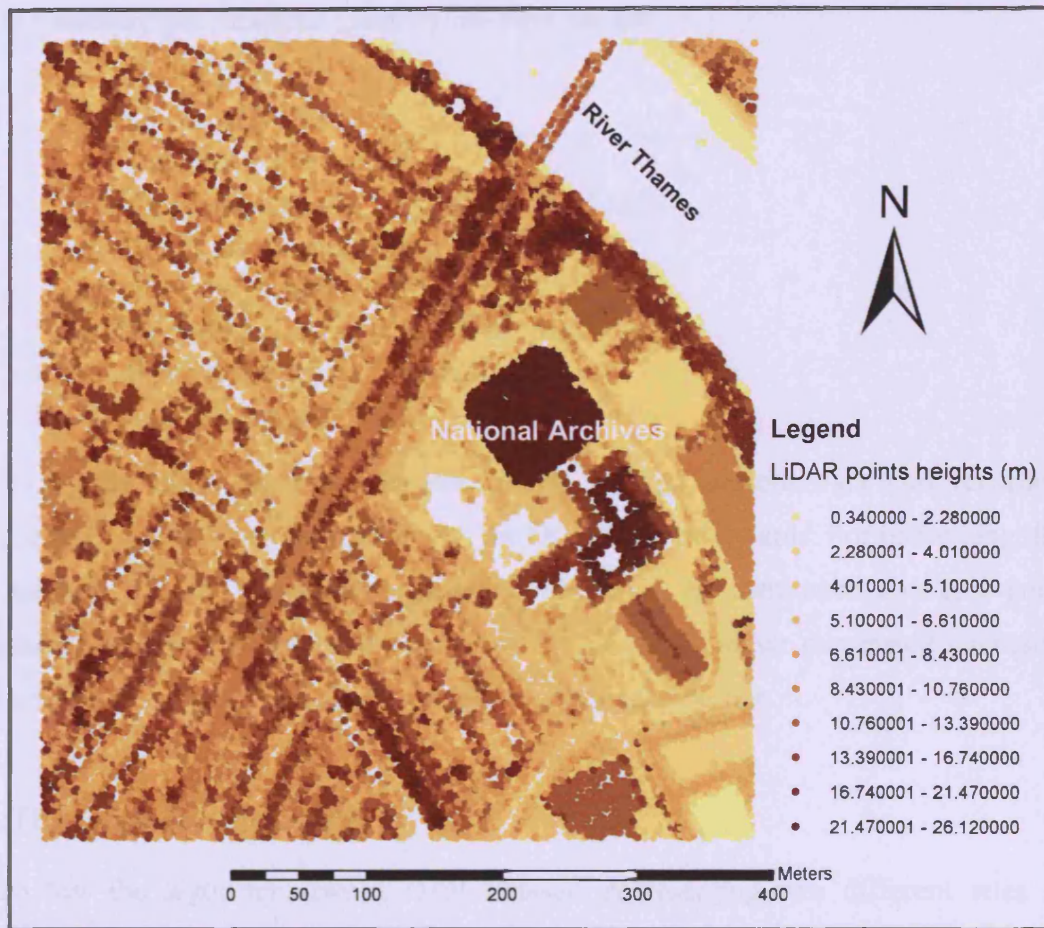 River Thames
N
National Archives
Legend
LiDAR points heights (m)
0.340000 - 2.280000
2.280001 - 4.010000
4.010001 - 5.100000
5.100001 - 6.610000
6.610001 - 8.430000
8.430001 - 10.760000
10.760001 - 13.390000
13.390001 - 16.740000
16.740001 - 21.470000
21.470001 - 26.120000
Meters
0 50 100 200 300 400